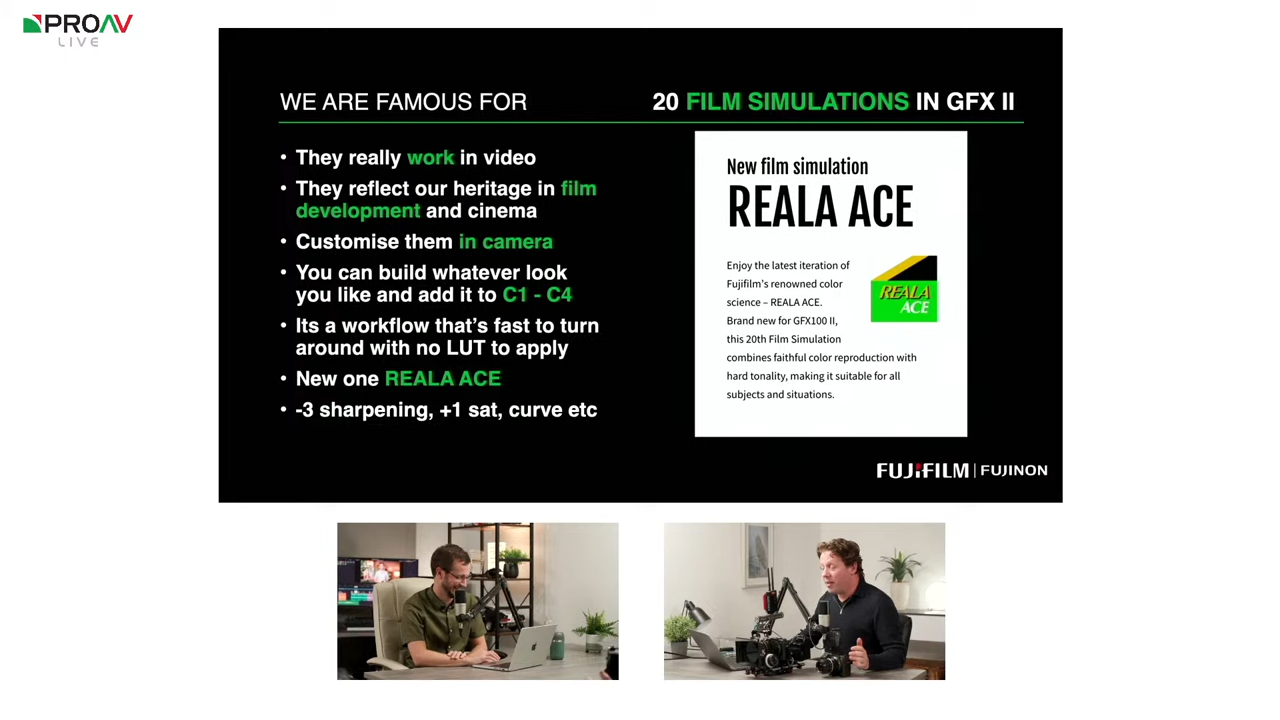 PROAV
LIVE
WE ARE FAMOUS FOR
20 FILM SIMULATIONS IN GFX II
• They really work in video
• They reflect our heritage in film
development and cinema
• Customise them in camera
• You can build whatever look
you like and add it to C1 - C4
• Its a workflow that's fast to turn
around with no LUT to apply
• New one REALA ACE
• -3 sharpening, +1 sat, curve etc
New film simulation
REALA ACE
Enjoy the latest iteration of
Fujifilm's renowned color
science – REALA ACE.
Brand new for GFX100 II,
this 20th Film Simulation
combines faithful color reproduction with
hard tonality, making it suitable for all
subjects and situations.
REALA
ACE
FUJIFILM | FUJINON